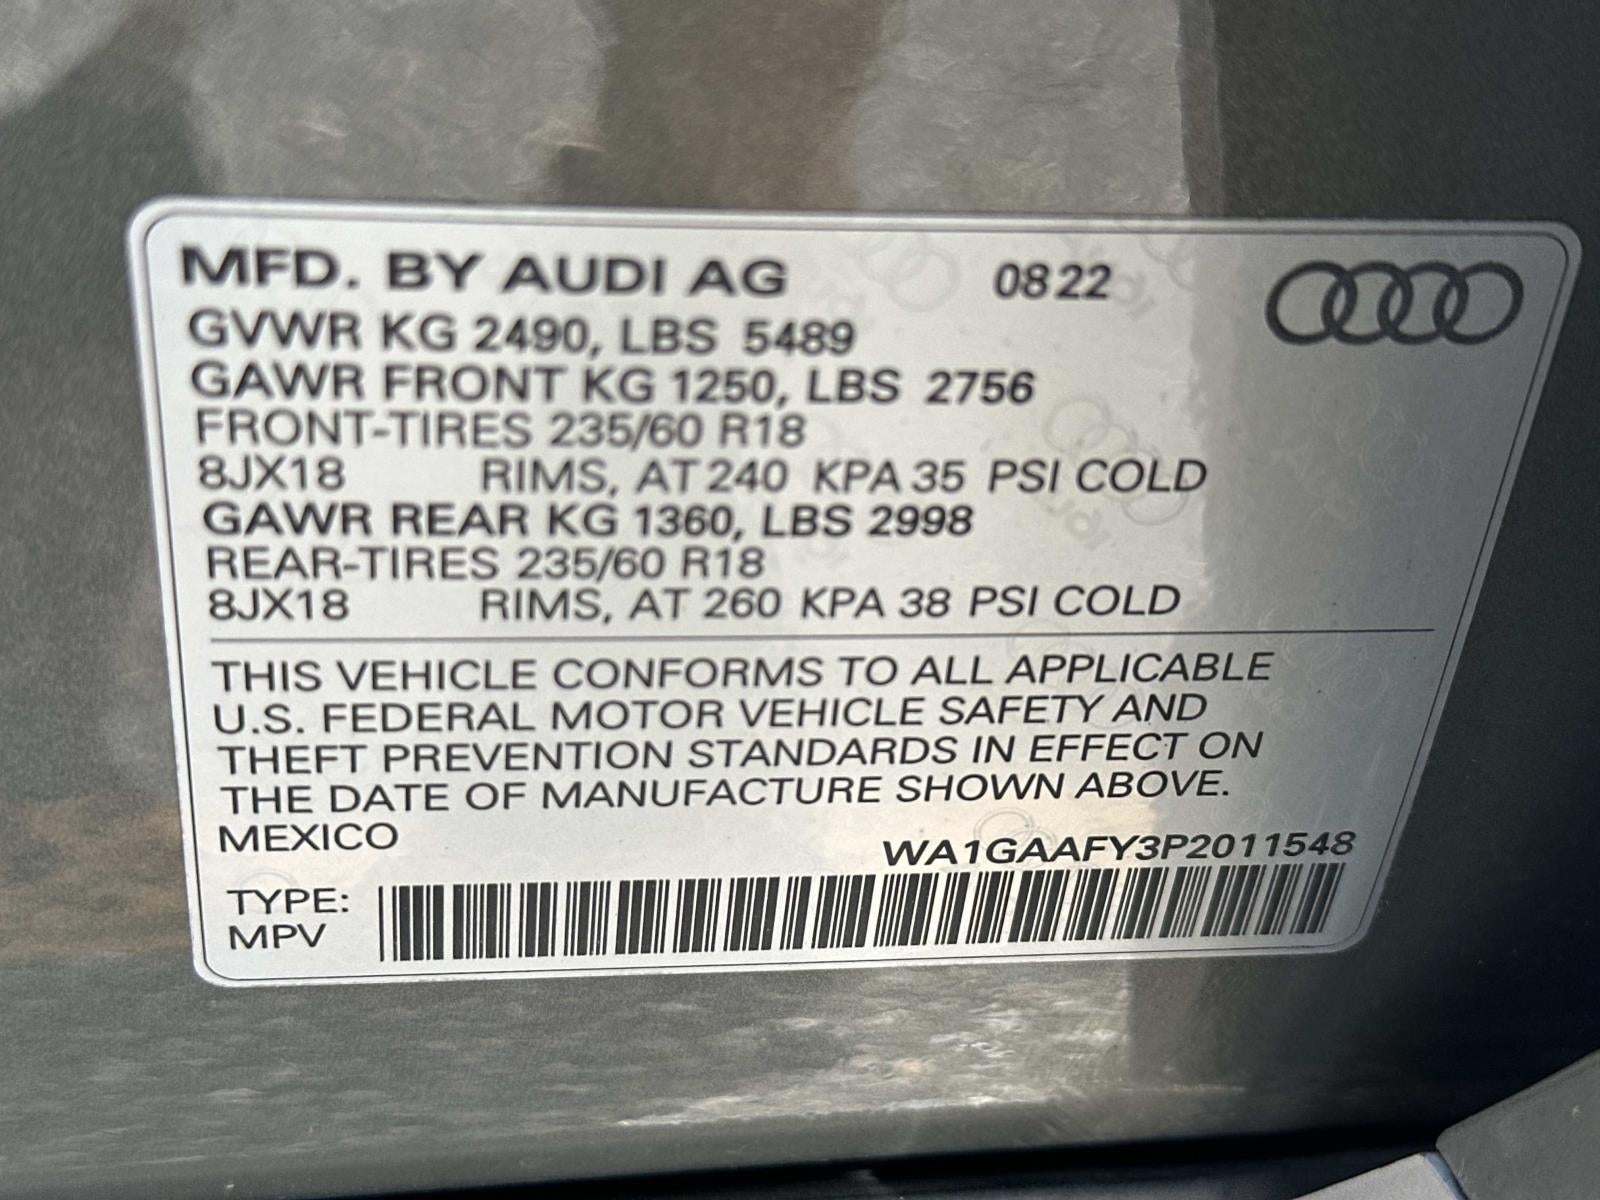 MFD. BY AUDI AG 08 22
GVWR KG 2490, LBS 5489
GAWR FRONT KG 1250, LBS 2756
FRONT-TIRES 235/60 R18
8JX18 RIMS, AT 240 KPA 35 PSI COLD
GAWR REAR KG 1360, LBS 2998
REAR-TIRES 235/60 R18
8JX18 RIMS, AT 260 KPA 38 PSI COLD
THIS VEHICLE CONFORMS TO ALL APPLICABLE
U.S. FEDERAL MOTOR VEHICLE SAFETY AND
THEFT PREVENTION STANDARDS IN EFFECT ON
THE DATE OF MANUFACTURE SHOWN ABOVE.
MEXICO
WA1GAAFY3P2011548
TYPE:
MPV